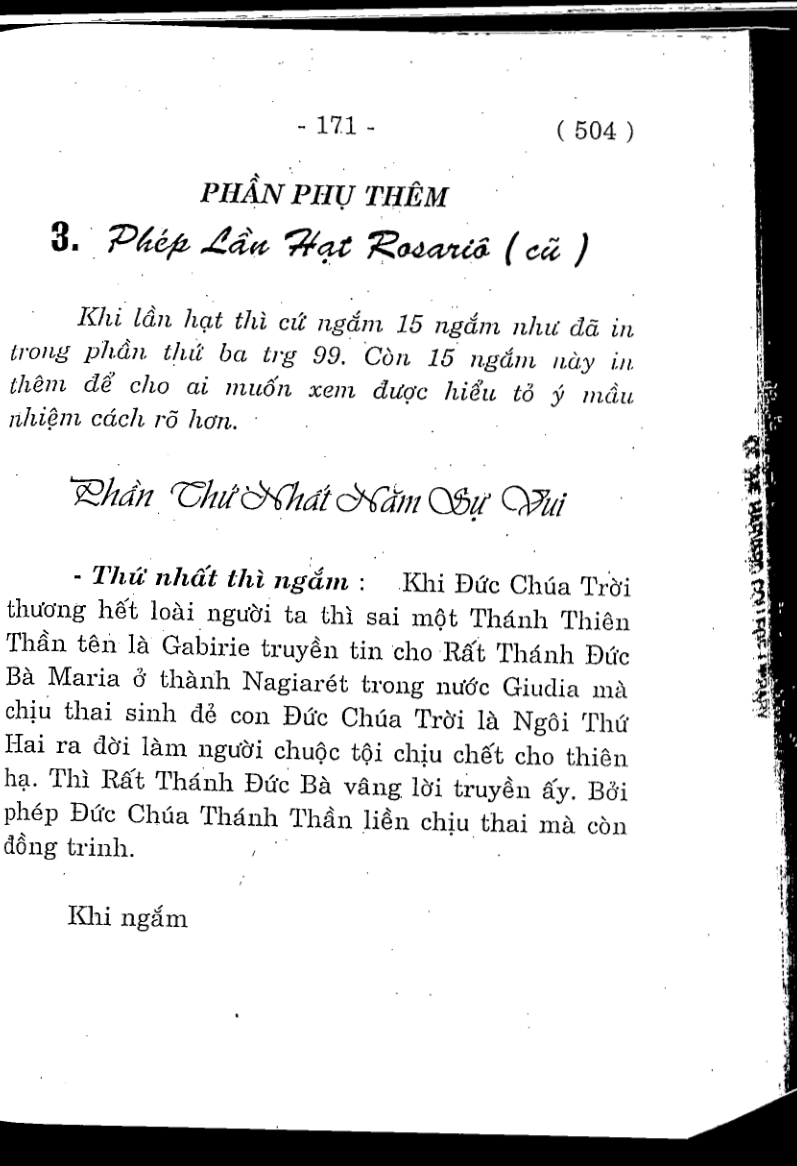 - 171 - ( 504 )
PHẦN PHỤ THÊM
3. Phép Lần Hạt Rosariô ( cũ )
Khi lần hạt thì cứ ngắm 15 ngắm như đã in
trong phần thứ ba trg 99. Còn 15 ngắm này in
thêm để cho ai muốn xem được hiểu tỏ ý mầu
nhiệm cách rõ hơn.
Phần Thứ Nhất Năm Sự Vui
- Thứ nhất thì ngắm : Khi Đức Chúa Trời
thương hết loài người ta thì sai một Thánh Thiên
Thần tên là Gabirie truyền tin cho Rất Thánh Đức
Bà Maria ở thành Nagiarét trong nước Giudia mà
chịu thai sinh đẻ con Đức Chúa Trời là Ngôi Thứ
Hai ra đời làm người chuộc tội chịu chết cho thiên
hạ. Thì Rất Thánh Đức Bà vâng lời truyền ấy. Bởi
phép Đức Chúa Thánh Thần liền chịu thai mà còn
đồng trinh.
Khi ngắm